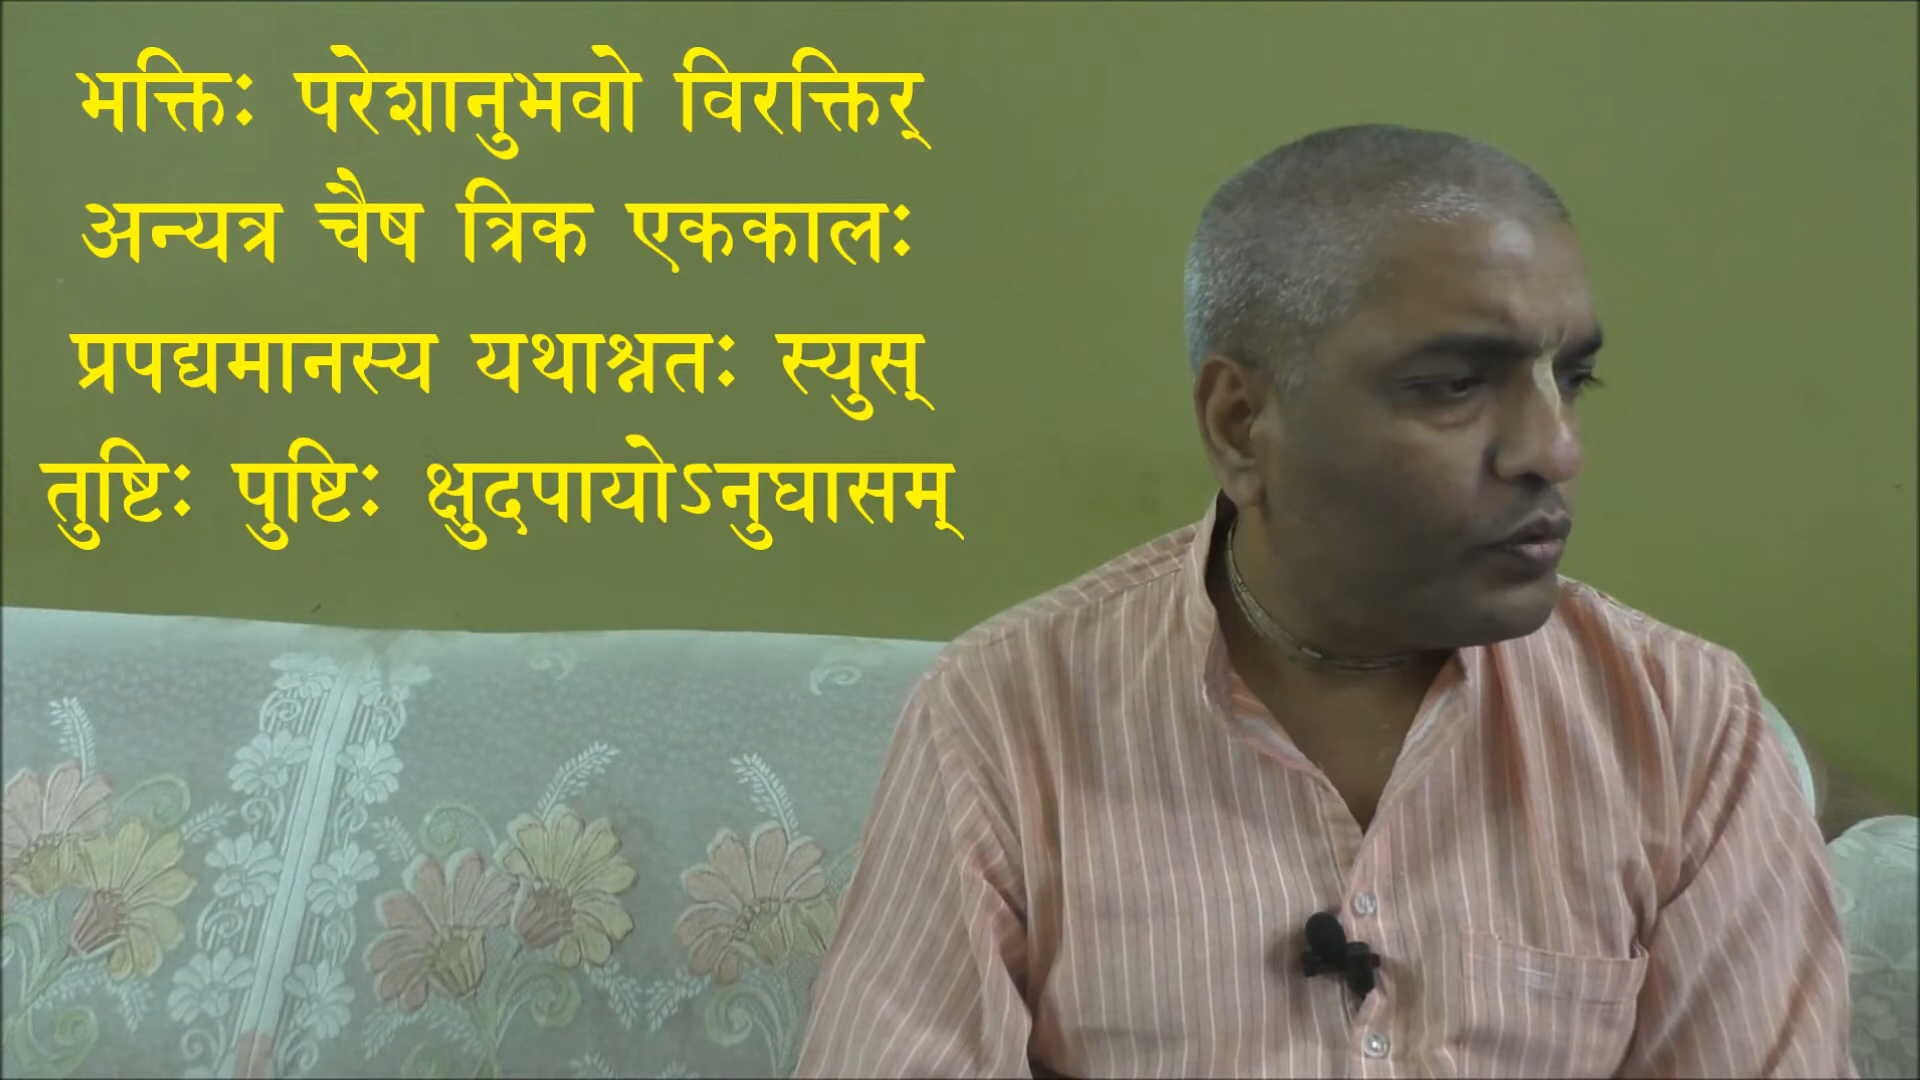 भक्तिः परेशानुभवो विरक्तिर्
अन्यत्र चैष त्रिक एककालः
प्रपद्यमानस्य यथाश्नतः स्युस्
तुष्टिः पुष्टिः क्षुदपायोऽनुघासम्